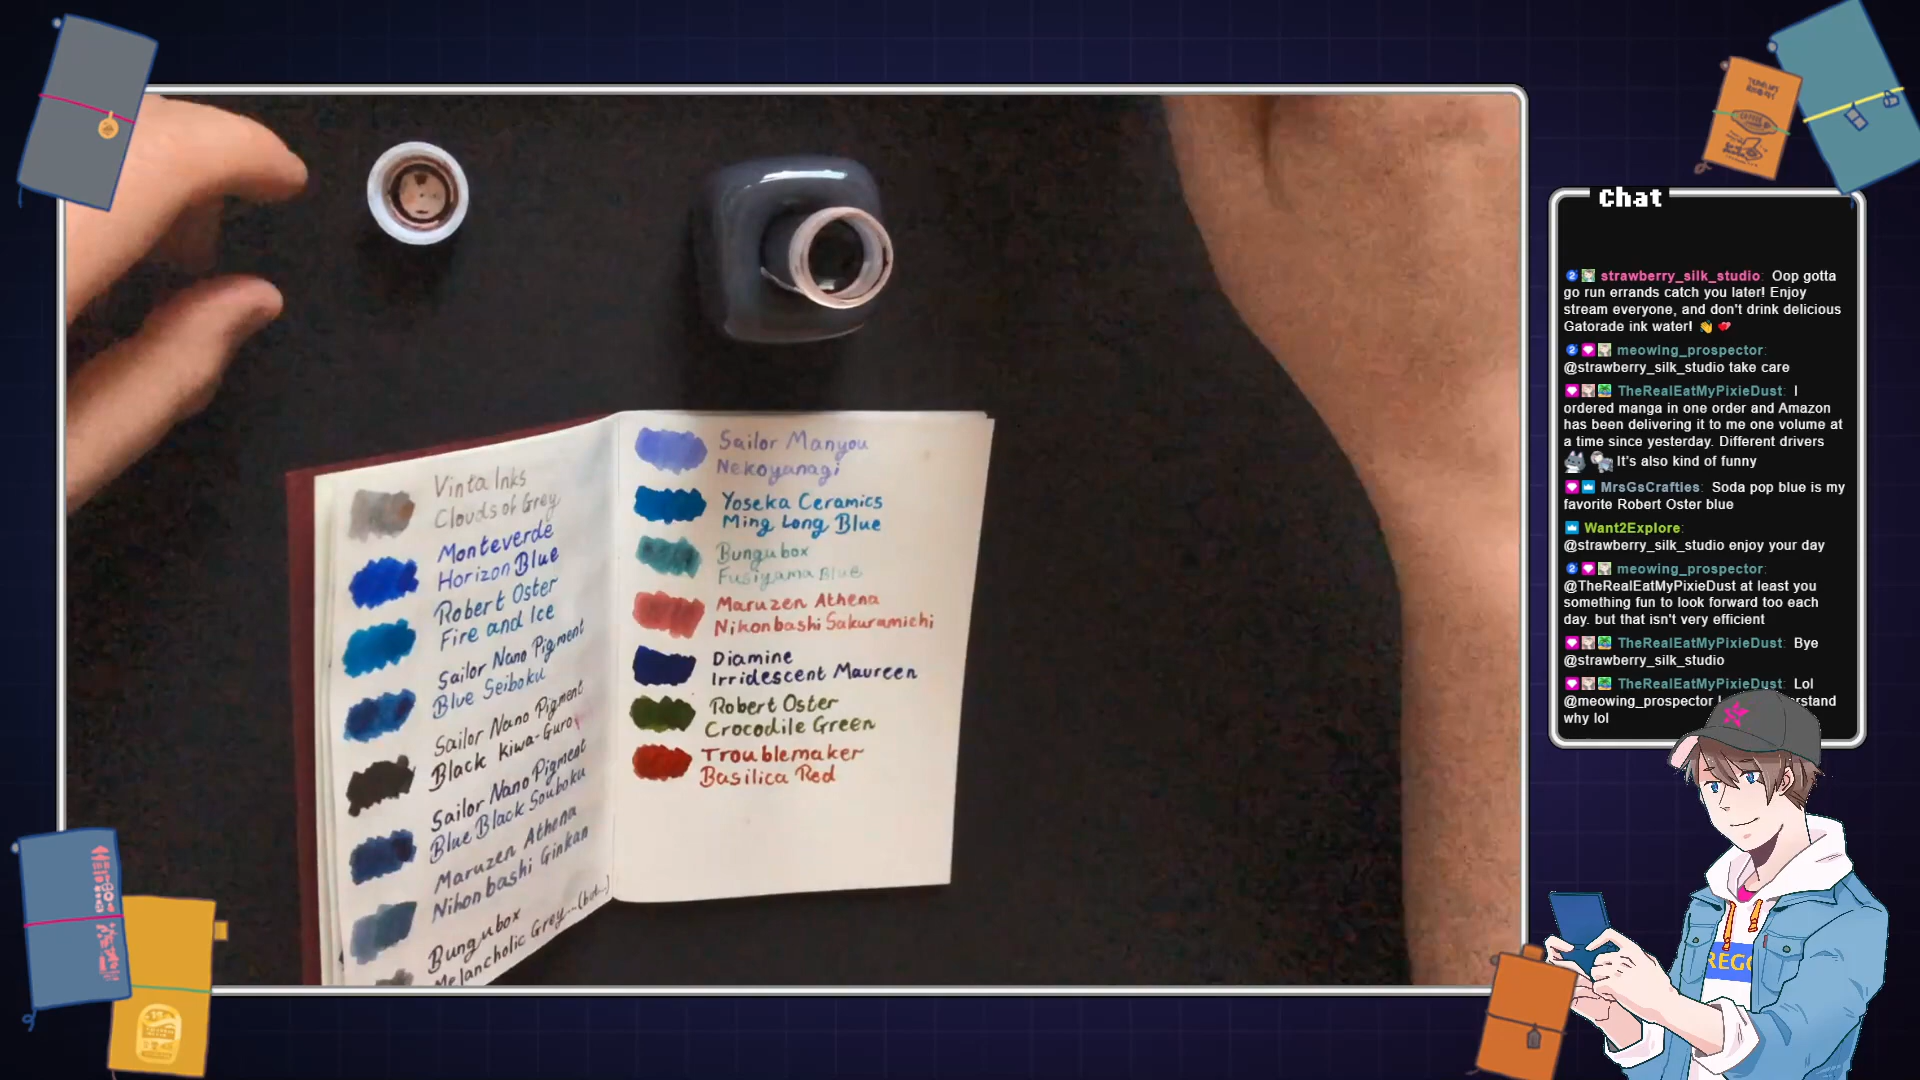 Vinta Inks
Clouds of Grey
Monteverde
Horizon Blue
Robert Oster
Fire and Ice
Sailor Nano Pigment
Blue Seiboku
Sailor Nano Pigment
Black Kiwa-Guro
Sailor Nano Pigment
Blue Black Souboku
Maruzen Athena
Nihonbashi Ginkan
Bungubox
Melancholic Grey...(but...)
Sailor Manyou
Nekoyanagi
Yoseka Ceramics
Ming Long Blue
Bungubox
Fusiyama Blue
Maruzen Athena
Nikonbashi Sakuramichi
Diamine
Irridescent Maureen
Robert Oster
Crocodile Green
Troublemaker
Basilica Red
chat
strawberry_silk_studio: Oop gotta
go run errands catch you later! Enjoy
stream everyone, and don't drink delicious
Gatorade ink water! 👋 💔
meowing_prospector:
@strawberry_silk_studio take care
TheRealEatMyPixieDust: I
ordered manga in one order and Amazon
has been delivering it to me one volume at
a time since yesterday. Different drivers
It's also kind of funny
MrsGsCrafties: Soda pop blue is my
favorite Robert Oster blue
Want2Explore:
@strawberry_silk_studio enjoy your day
meowing_prospector:
@TheRealEatMyPixieDust at least you
something fun to look forward too each
day. but that isn't very efficient
TheRealEatMyPixieDust: Bye
@strawberry_silk_studio
TheRealEatMyPixieDust: Lol
@meowing_prospector
why lol
REGO